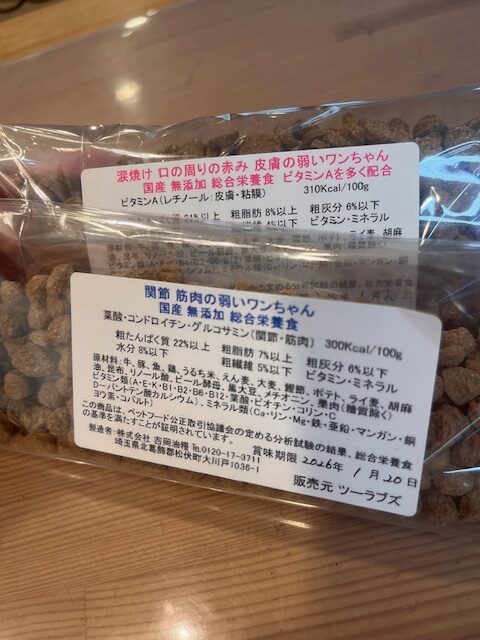 涙焼け 口の周りの赤み 皮膚の弱いワンちゃん
国産 無添加 総合栄養食 ビタミンAを多く配合
ビタミンA（レチノール：皮膚・粘膜） 310Kcal/100g
粗脂肪 8%以上 粗灰分 6%以下
ビタミン・ミネラル
ポテト、ライ麦、胡麻
関節 筋肉の弱いワンちゃん
国産 無添加 総合栄養食
葉酸・コンドロイチン・グルコサミン（関節・筋肉） 300Kcal/100g
粗たんぱく質 22%以上 粗脂肪 7%以上 粗灰分 6%以下
水分 8%以下 粗繊維 5%以下 ビタミン・ミネラル
原材料：牛、豚、魚、鶏、うるち米、えん麦、大麦、鰹節、ポテト、ライ麦、胡麻
油、昆布、リノール酸、ビール酵母、黒大豆、メチオニン、果肉（糖質除く）
ビタミン類（A・E・K・B1・B2・B6・B12・葉酸・ビオチン・コリン・C
D－パントテン酸カルシウム）、ミネラル類（Ca・リン・Mg・鉄・亜鉛・マンガン・銅
ヨウ素・コバルト）
この商品は、ペットフード公正取引協議会の定める分析試験の結果、総合栄養食
の基準を満たすことが証明されています。
製造者：株式会社 吉岡油糧 ℡0120-17-3711 賞味期限 2026年 1月20日
埼玉県北葛飾郡松伏町大川戸1036-1
販売元 ツーラブズ